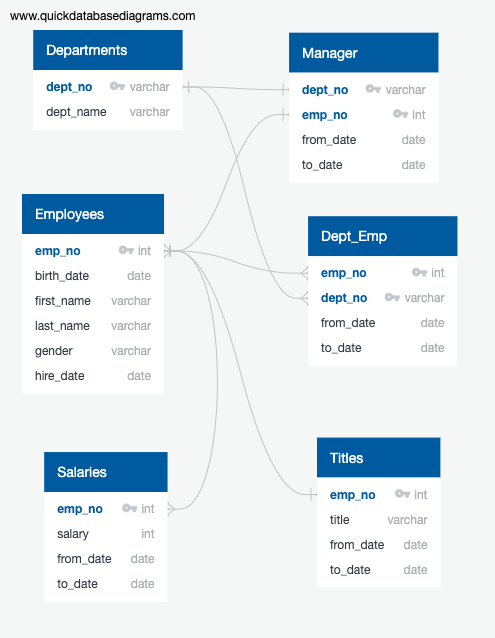 www.quickdatabasediagrams.com
Departments
dept_no varchar
dept_name varchar
Manager
dept_no varchar
emp_no int
from_date date
to_date date
Employees
emp_no int
birth_date date
first_name varchar
last_name varchar
gender varchar
hire_date date
Dept_Emp
emp_no int
dept_no varchar
from_date date
to_date date
Salaries
emp_no int
salary int
from_date date
to_date date
Titles
emp_no int
title varchar
from_date date
to_date date